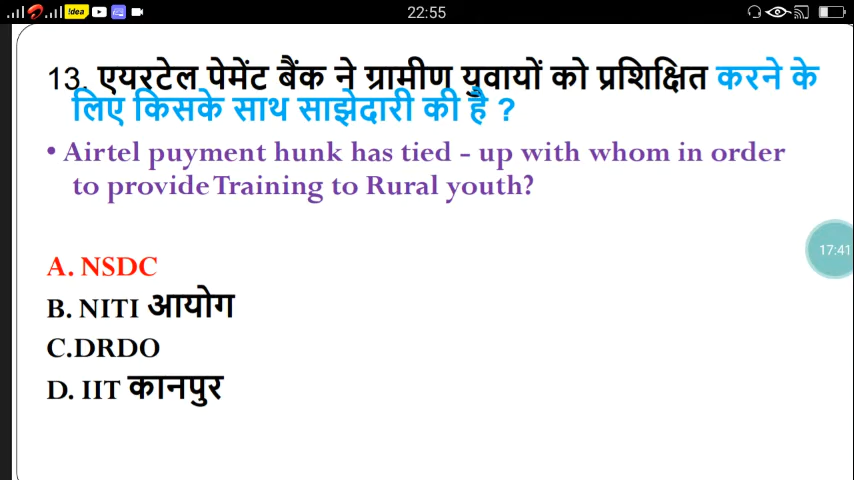 !dea
22:55
13. एयरटेल पेमेंट बैंक ने ग्रामीण युवायों को प्रशिक्षित करने के
लिए किसके साथ साझेदारी की है ?
• Airtel puyment hunk has tied - up with whom in order
to provide Training to Rural youth?
17:41
A. NSDC
B. NITI आयोग
C.DRDO
D. IIT कानपुर